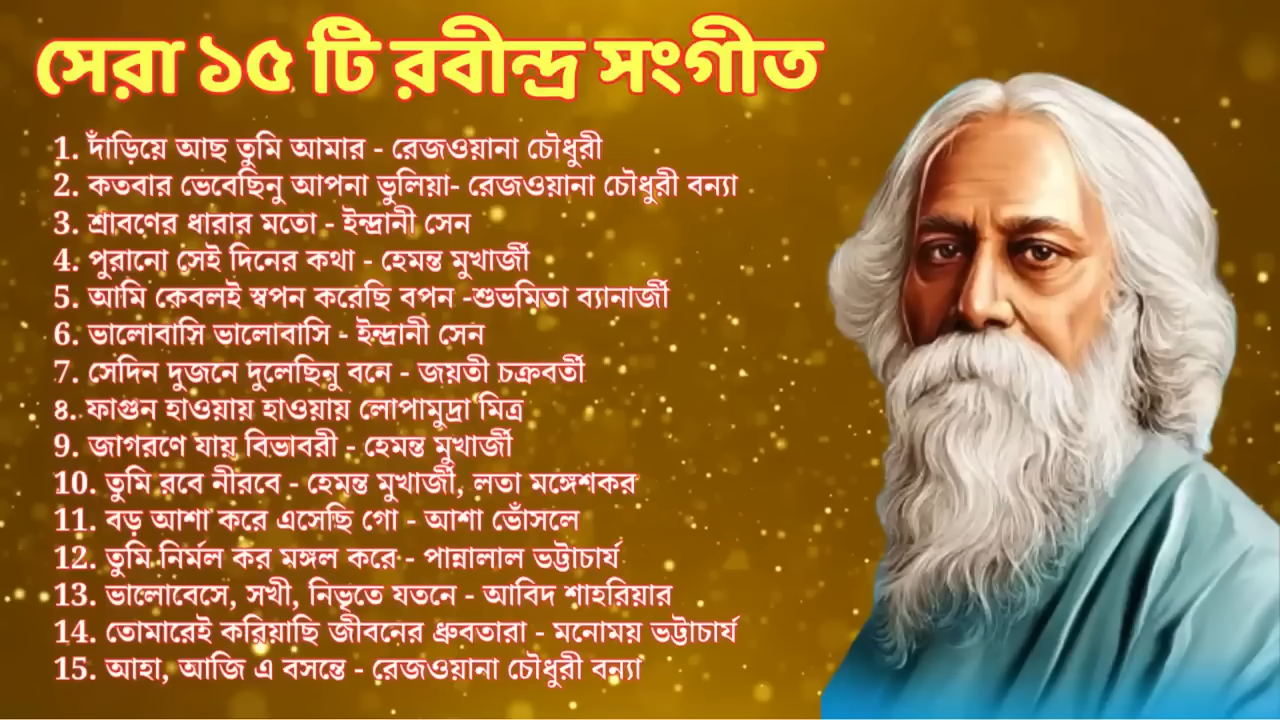 সেরা ১৫ টি রবীন্দ্র সংগীত
1. দাঁড়িয়ে আছ তুমি আমার - রেজওয়ানা চৌধুরী
2. কতবার ভেবেছিনু আপনা ভুলিয়া- রেজওয়ানা চৌধুরী বন্যা
3. শ্রাবণের ধারার মতো - ইন্দ্রানী সেন
4. পুরানো সেই দিনের কথা - হেমন্ত মুখার্জী
5. আমি কেবলই স্বপন করেছি বপন -শুভমিতা ব্যানার্জী
6. ভালোবাসি ভালোবাসি - ইন্দ্রানী সেন
7. সেদিন দুজনে দুলেছিনু বনে - জয়তী চক্রবর্তী
৪. ফাগুন হাওয়ায় হাওয়ায় লোপামুদ্রা মিত্র
9. জাগরণে যায় বিভাবরী - হেমন্ত মুখার্জী
10. তুমি রবে নীরবে - হেমন্ত মুখার্জী, লতা মঙ্গেশকর
11. বড় আশা করে এসেছি গো - আশা ভোঁসলে
12. তুমি নির্মল কর মঙ্গল করে - পান্নালাল ভট্টাচার্য
13. ভালোবেসে, সখী, নিভৃতে যতনে - আবিদ শাহরিয়ার
14. তোমারেই করিয়াছি জীবনের ধ্রুবতারা - মনোময় ভট্টাচার্য
15. আহা, আজি এ বসন্তে - রেজওয়ানা চৌধুরী বন্যা